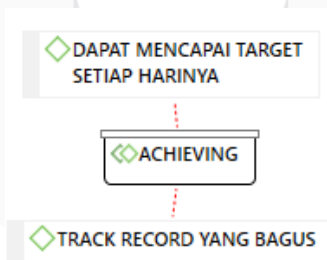 DAPAT MENCAPAI TARGET
SETIAP HARINYA
ACHIEVING
TRACK RECORD YANG BAGUS